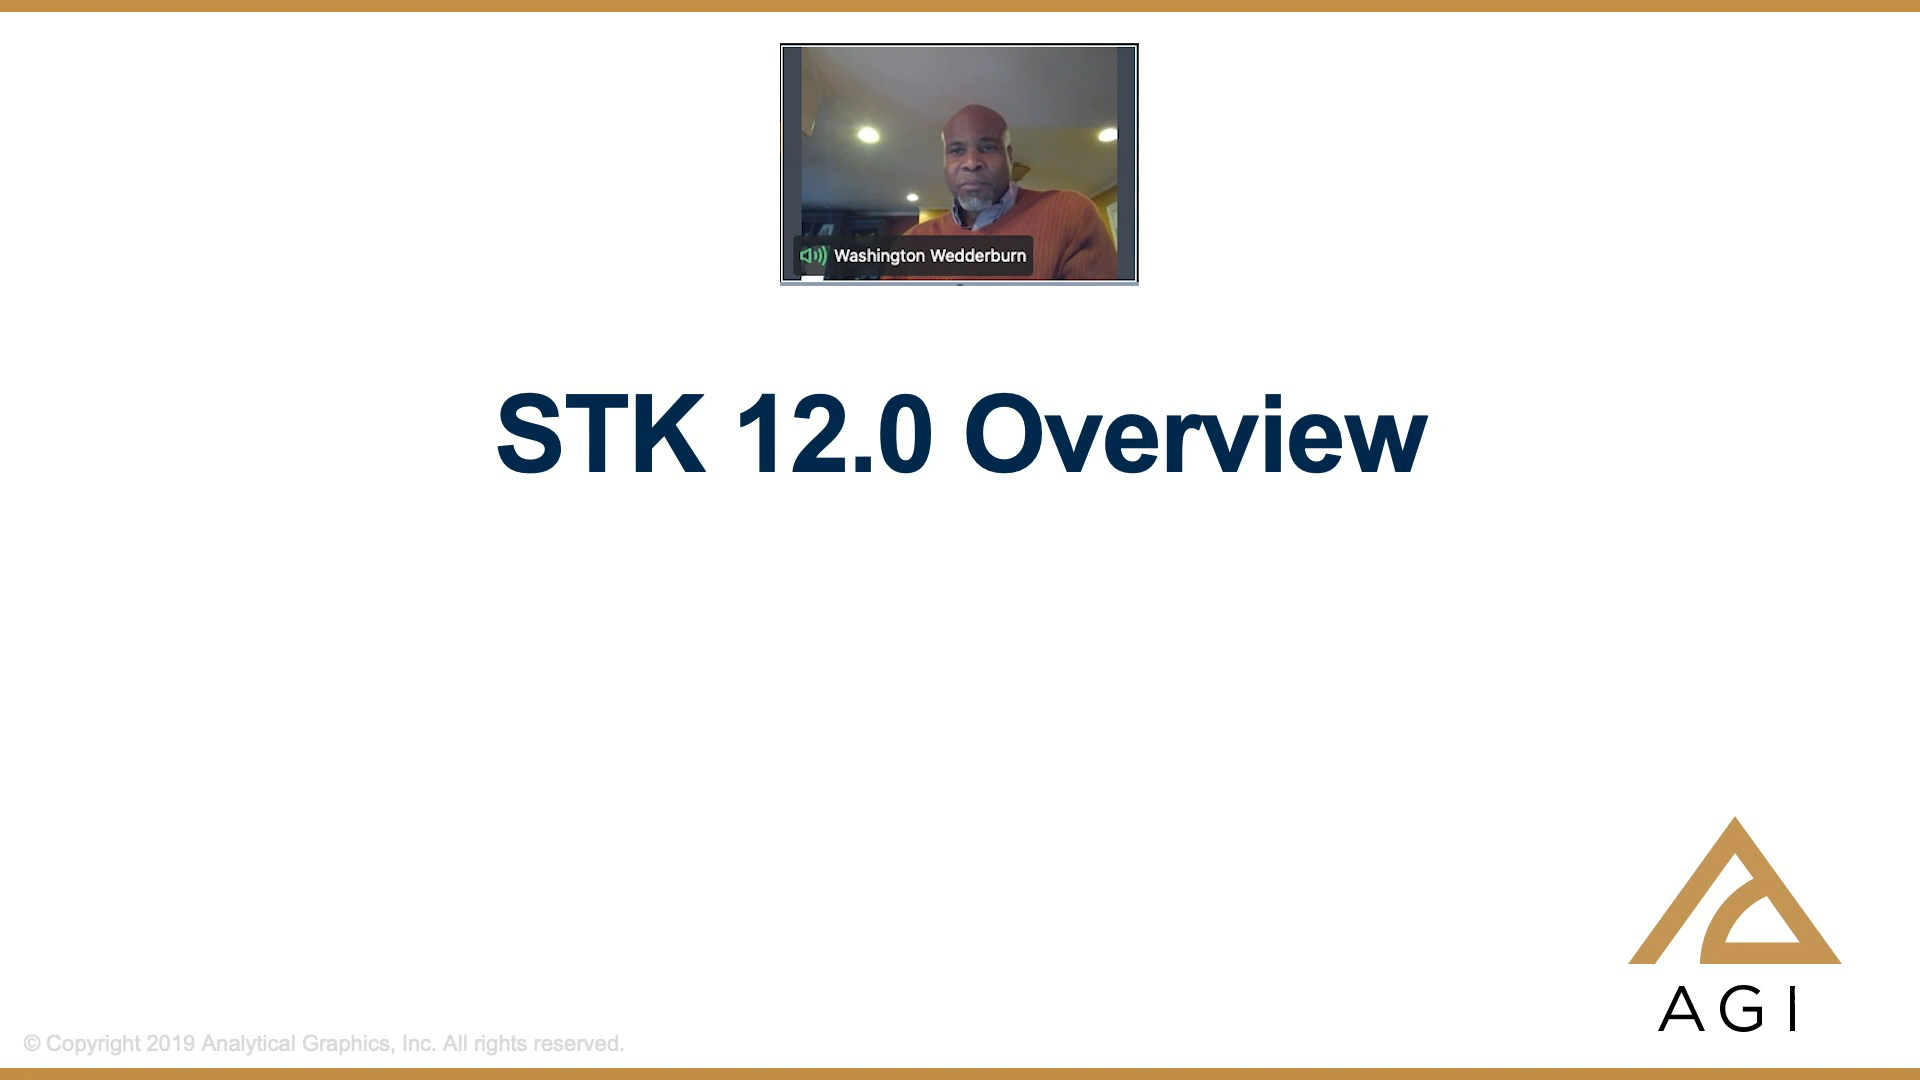 Washington Wedderburn
STK 12.0 Overview
AGI
© Copyright 2019 Analytical Graphics, Inc. All rights reserved.